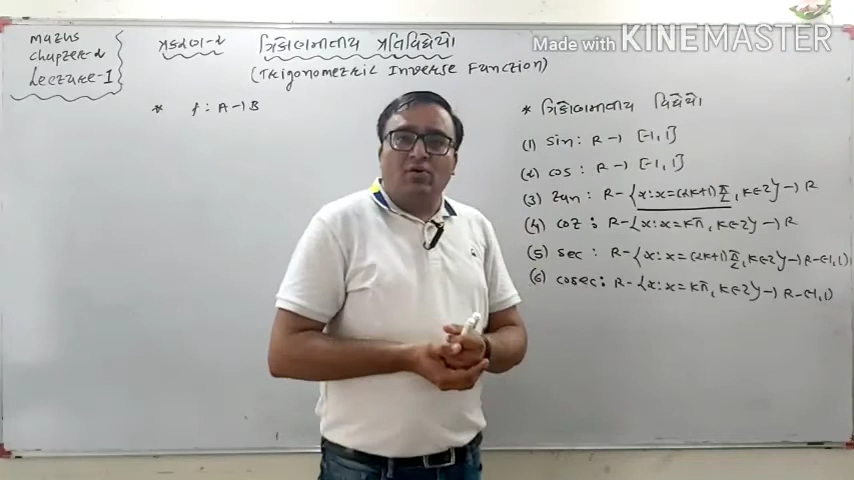 Maths
Chapter-2
Lecture-1
પ્રકરણ-૨
ત્રિકોણમિતીય પ્રતિવિધેયો
(Trigonometric Inverse Function)
* f: A→B
Made with KINEMASTER
* ત્રિકોણમિતીય વિધેયો
(1) sin: R→ [-1,1]
(2) cos: R→ [-1,1]
(3) tan: R-{x:x=(2k+1)π/2, k∈Z}→R
(4) cot: R-{x:x=kπ, k∈Z}→R
(5) sec: R-{x:x=(2k+1)π/2, k∈Z}→R-(-1,1)
(6) cosec: R-{x:x=kπ, k∈Z}→R-(-1,1)